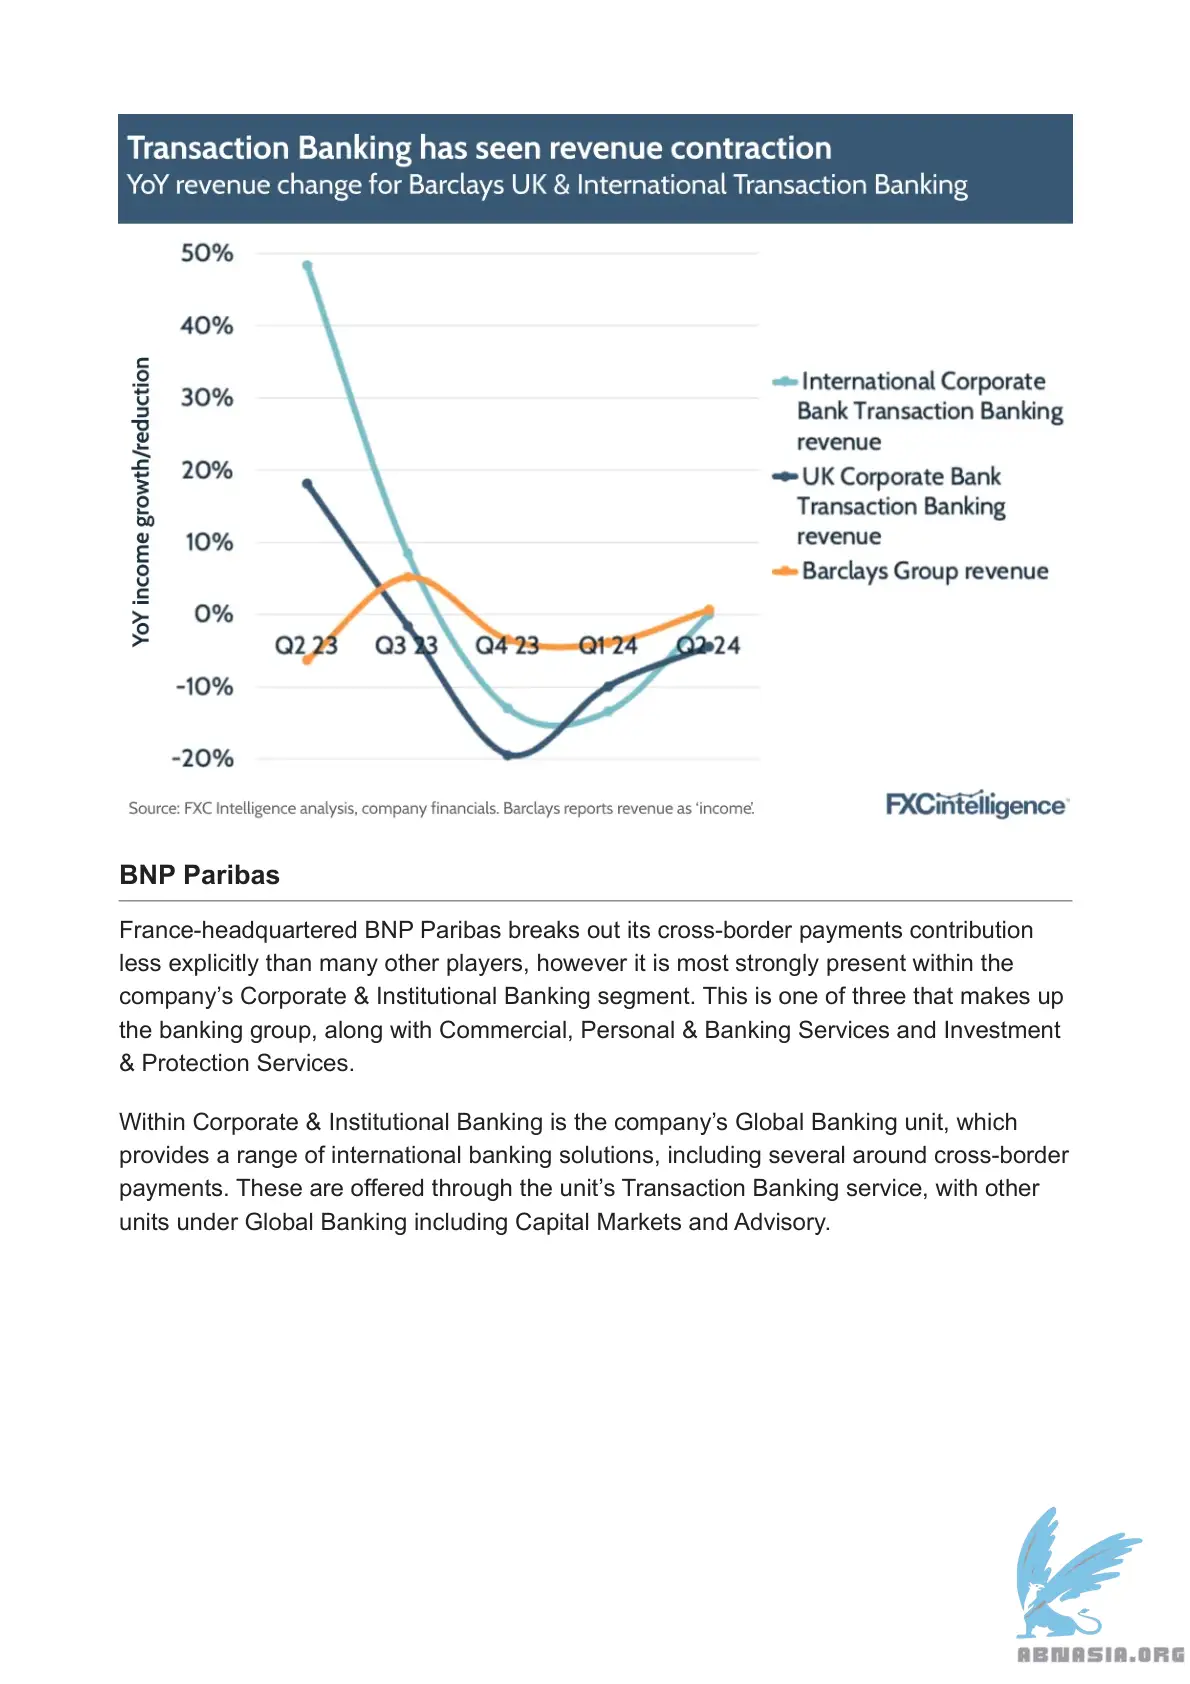 Transaction Banking has seen revenue contraction
YoY revenue change for Barclays UK & International Transaction Banking
50%
40%
30%
20%
10%
0%
-10%
-20%
YoY income growth/reduction
Q2 23
Q3 23
Q4 23
Q1 24
Q2 24
International Corporate
Bank Transaction Banking
revenue
UK Corporate Bank
Transaction Banking
revenue
Barclays Group revenue
Source: FXC Intelligence analysis, company financials. Barclays reports revenue as ‘income’.
FXCintelligence
BNP Paribas
France-headquartered BNP Paribas breaks out its cross-border payments contribution
less explicitly than many other players, however it is most strongly present within the
company’s Corporate & Institutional Banking segment. This is one of three that makes up
the banking group, along with Commercial, Personal & Banking Services and Investment
& Protection Services.
Within Corporate & Institutional Banking is the company’s Global Banking unit, which
provides a range of international banking solutions, including several around cross-border
payments. These are offered through the unit’s Transaction Banking service, with other
units under Global Banking including Capital Markets and Advisory.
ABNASIA.ORG